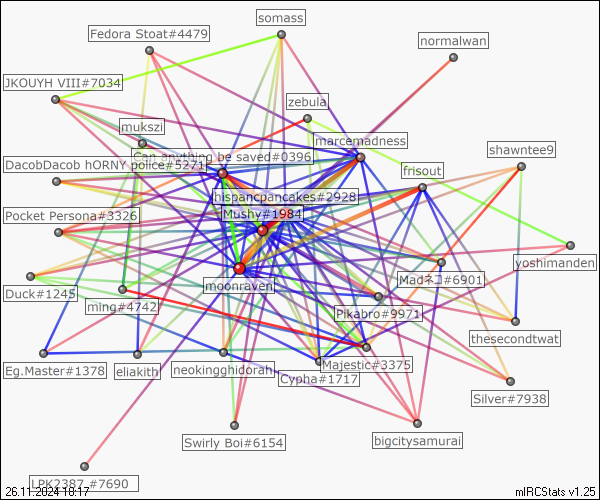 somass
Fedora Stoat#4479
normalwan
JKOUYH VIII#7034
zebula
mukszi
marcemadness
shawntee9
Can anything be saved#0396
DacobDacob hORNY police#5271
frisout
hispancpancakes#2928
Mushy#1984
Pocket Persona#3326
yoshimanden
moonraven
Madネコ#6901
Duck#1245
ming#4742
Pikabro#9971
thesecondtwat
Eg.Master#1378
eliakith
neokingghidorah
Majestic#3375
Cypha#1717
Silver#7938
Swirly Boi#6154
bigcitysamurai
LPK2387 #7690
26.11.2024 18:17
mIRCStats v1.25